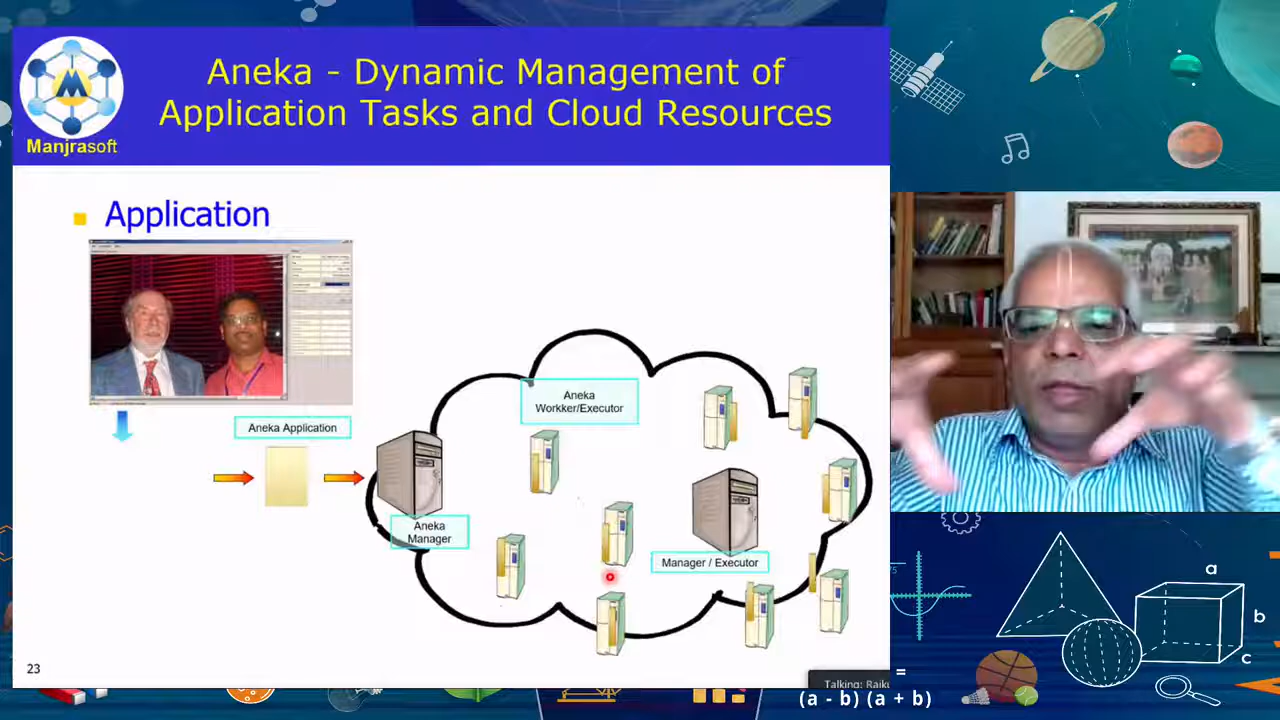 Aneka - Dynamic Management of
Application Tasks and Cloud Resources
M
Manjrasoft
Application
Aneka Application
Aneka
Workker/Executor
Aneka
Manager
Manager / Executor
23
Talking:
a
b
c
=
(a - b) (a + b)